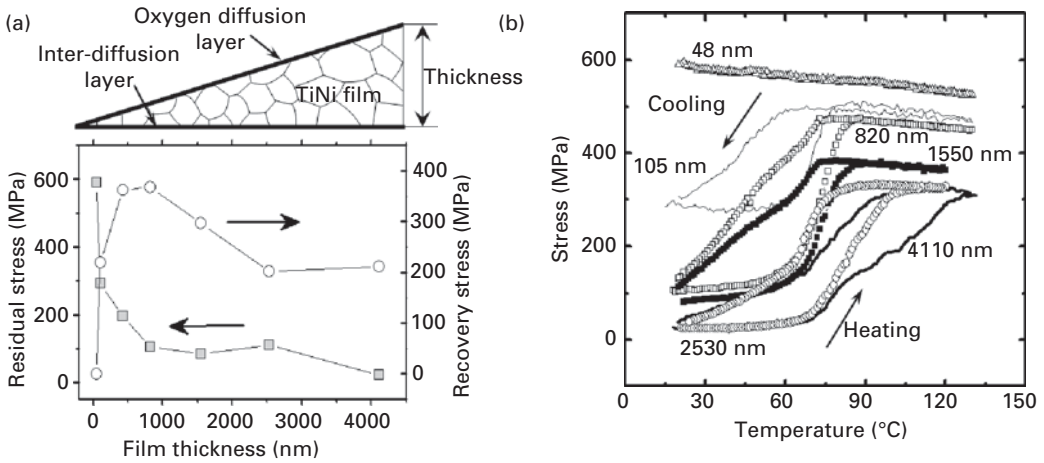 (a)
Oxygen diffusion
layer
Inter-diffusion
layer
Thickness
TiNi film
Residual stress (MPa)
600
400
200
0
400
300
200
100
0
Recovery stress (MPa)
0
1000
2000
3000
4000
Film thickness (nm)
(b)
Stress (MPa)
600
400
200
0
48 nm
Cooling
820 nm
105 nm
1550 nm
4110 nm
Heating
2530 nm
0
30
60
90
120
150
Temperature (°C)